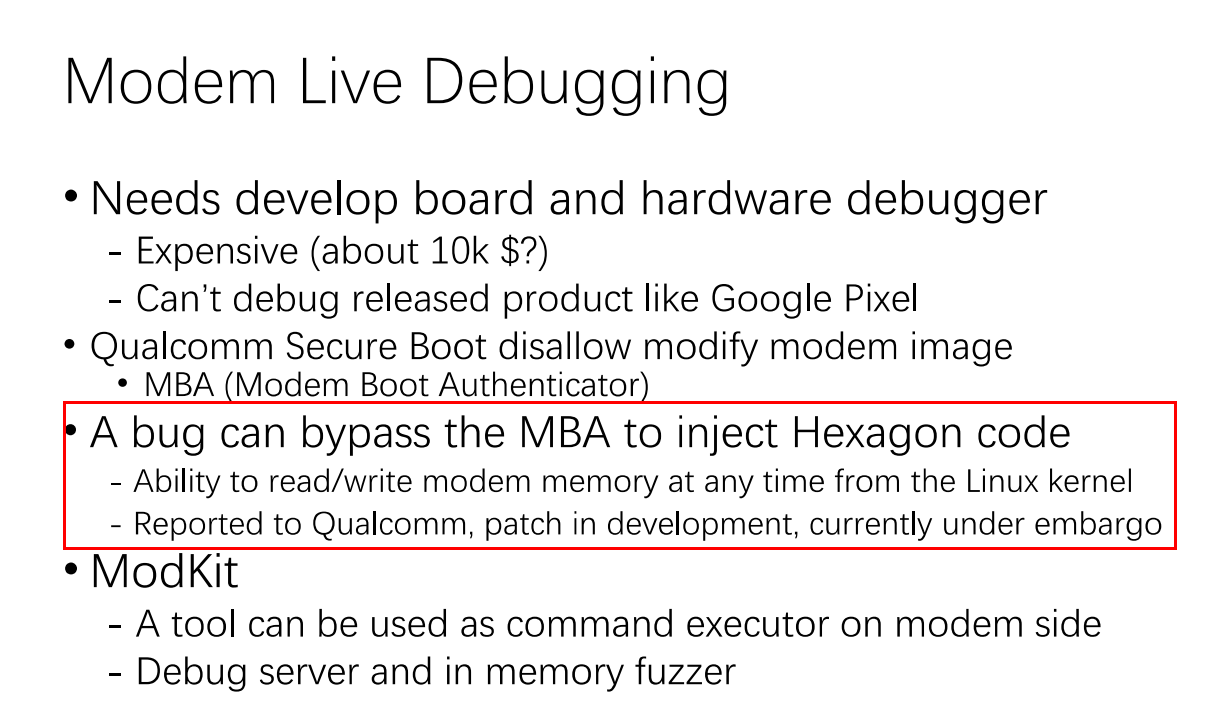 Modem Live Debugging
• Needs develop board and hardware debugger
- Expensive (about 10k $?)
- Can't debug released product like Google Pixel
• Qualcomm Secure Boot disallow modify modem image
• MBA (Modem Boot Authenticator)
• A bug can bypass the MBA to inject Hexagon code
- Ability to read/write modem memory at any time from the Linux kernel
- Reported to Qualcomm, patch in development, currently under embargo
• ModKit
- A tool can be used as command executor on modem side
- Debug server and in memory fuzzer